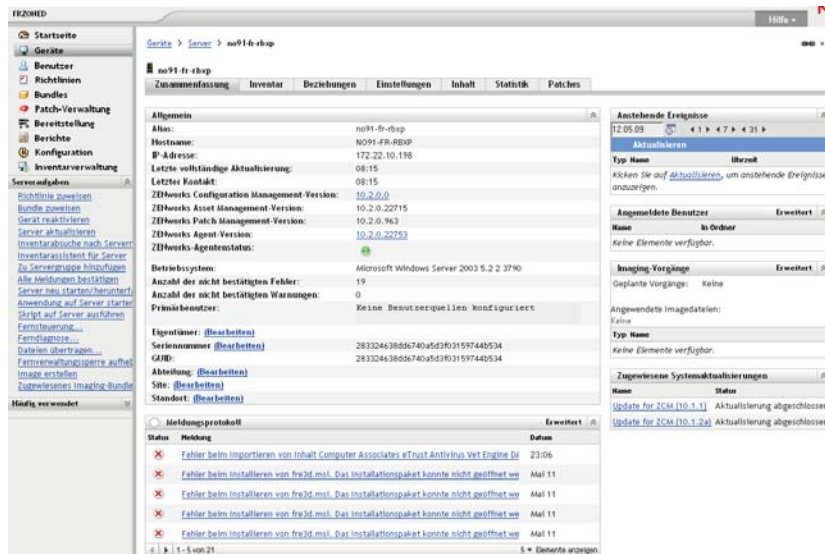 FRZONED
Hilfe
Startseite
Geräte
Benutzer
Richtlinien
Bundles
Patch-Verwaltung
Bereitstellung
Berichte
Konfiguration
Inventarverwaltung
Serveraufgaben
Richtlinie zuweisen
Bundle zuweisen
Gerät reaktivieren
Server aktualisieren
Inventarabsuche nach Serverr
Inventarassistent für Server
Zu Servergruppe hinzufügen
Alle Meldungen bestätigen
Server neu starten/herunterf
Anwendung auf Server starter
Skript auf Server ausführen
Fernsteuerung...
Ferndiagnose...
Dateien übertragen...
Fernverwaltungssperre aufheb
Image erstellen
Zugewiesenes Imaging-Bundle
Häufig verwendet
Geräte > Server > no91-fr-rbxp
no91-fr-rbxp
Zusammenfassung Inventar Beziehungen Einstellungen Inhalt Statistik Patches
Allgemein
Alias: no91-fr-rbxp
Hostname: NO91-FR-RBXP
IP-Adresse: 172.22.10.198
Letzte vollständige Aktualisierung: 08:15
Letzter Kontakt: 08:15
ZENworks Configuration Management-Version: 10.2.0.0
ZENworks Asset Management-Version: 10.2.0.22715
ZENworks Patch Management-Version: 10.2.0.963
ZENworks Agent-Version: 10.2.0.22753
ZENworks-Agentenstatus:
Betriebssystem: Microsoft Windows Server 2003 5.2 2 3790
Anzahl der nicht bestätigten Fehler: 19
Anzahl der nicht bestätigten Warnungen: 0
Primärbenutzer: Keine Benutzerquellen konfiguriert
Eigentümer: (Bearbeiten)
Seriennummer (Bearbeiten) 283324638dd6740a5d3f03159744b534
GUID: 283324638dd6740a5d3f03159744b534
Abteilung: (Bearbeiten)
Site: (Bearbeiten)
Standort: (Bearbeiten)
Meldungsprotokoll Erweitert
Status Meldung Datum
Fehler beim Importieren von Inhalt Computer Associates eTrust Antivirus Vet Engine Di 23:06
Fehler beim Installieren von fre3d.msi. Das Installationspaket konnte nicht geöffnet we Mai 11
Fehler beim Installieren von fre3d.msi. Das Installationspaket konnte nicht geöffnet we Mai 11
Fehler beim Installieren von fre3d.msi. Das Installationspaket konnte nicht geöffnet we Mai 11
Fehler beim Installieren von fre3d.msi. Das Installationspaket konnte nicht geöffnet we Mai 11
1 - 5 von 21 5 Elemente anzeigen
Anstehende Ereignisse
12.05.09 1 7 31
Aktualisieren
Typ Name Uhrzeit
Klicken Sie auf Aktualisieren, um anstehende Ereignisse
anzuzeigen.
Angemeldete Benutzer Erweitert
Name In Ordner
Keine Elemente verfügbar.
Imaging-Vorgänge Erweitert
Geplante Vorgänge: Keine
Angewendete Imagedateien:
Keine
Typ Name
Keine Elemente verfügbar.
Zugewiesene Systemaktualisierungen
Name Status
Update for ZCM (10.1.1) Aktualisierung abgeschlossen
Update for ZCM (10.1.2a) Aktualisierung abgeschlossen